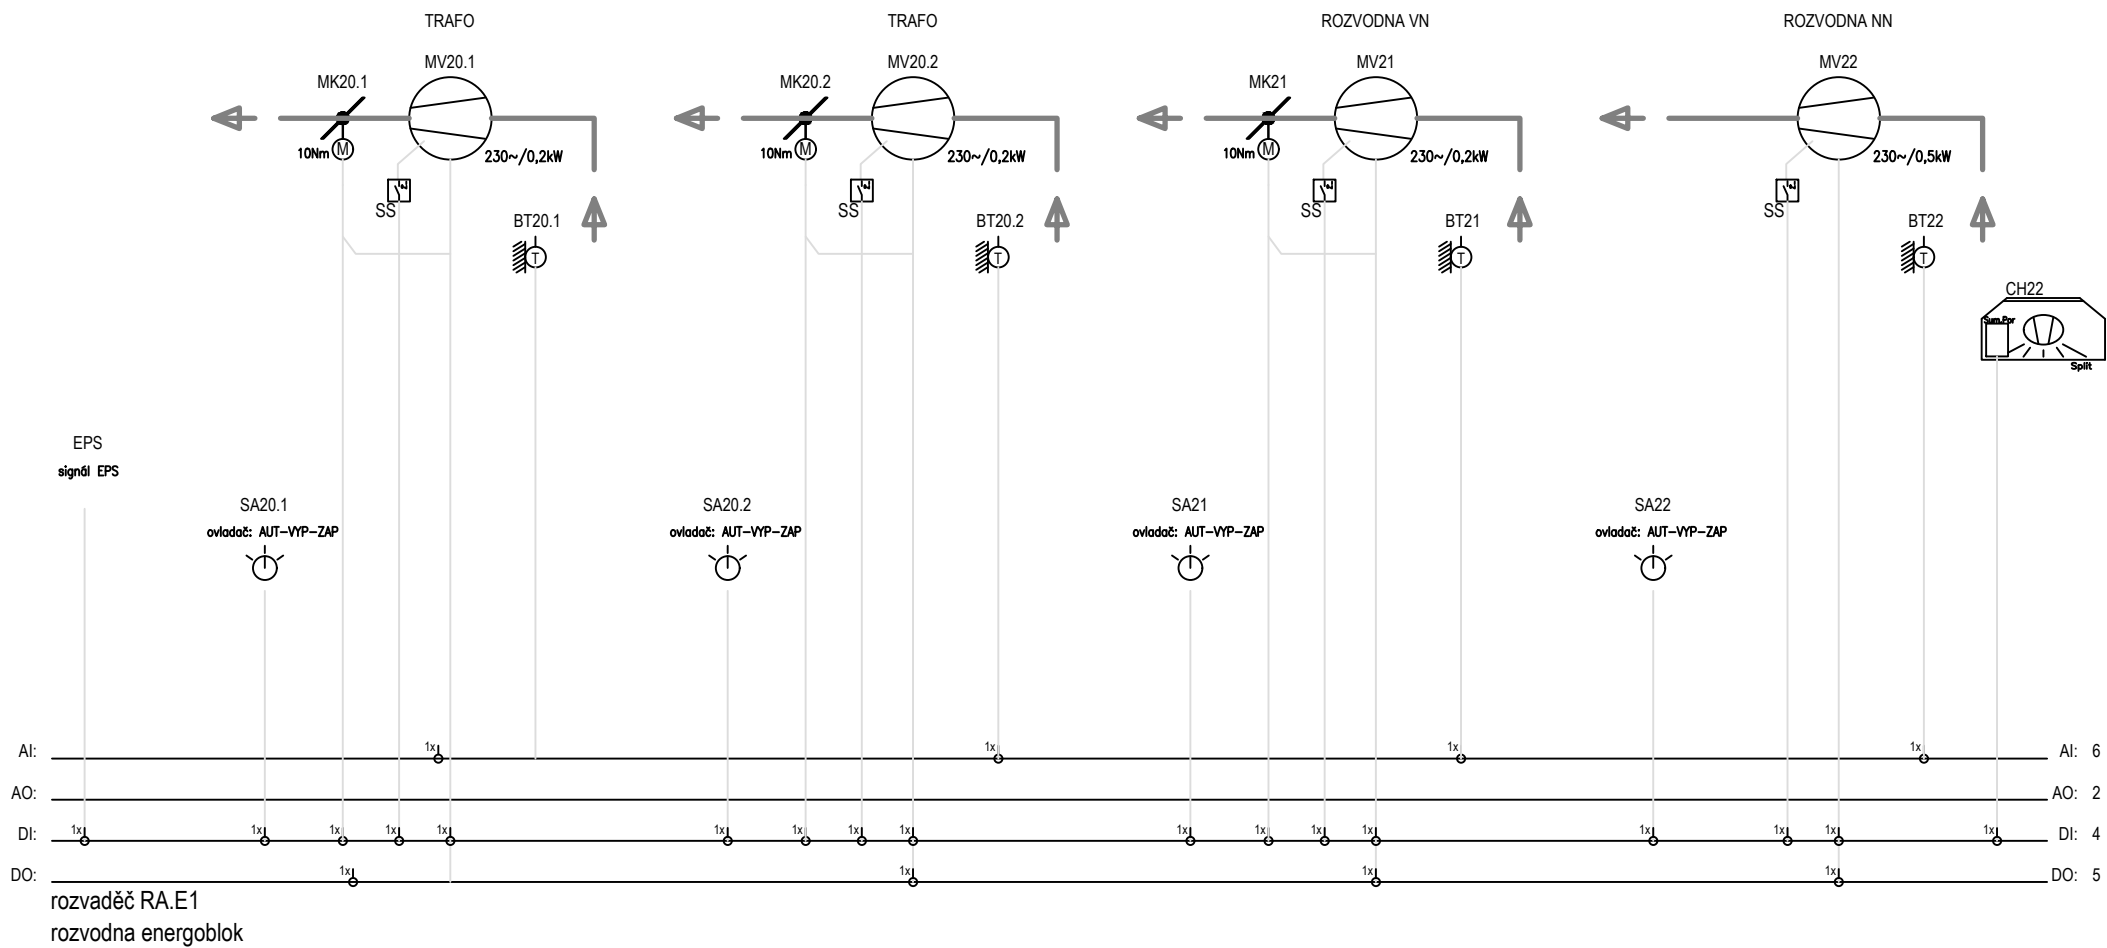 TRAFO TRAFO ROZVODNA VN ROZVODNA NN
MV20.1 MV20.2 MV21 MV22
MK20.1 MK20.2 MK21
10Nm M 230~/0,2kW 10Nm M 230~/0,2kW 10Nm M 230~/0,2kW 230~/0,5kW
SS SS SS SS
BT20.1 BT20.2 BT21 BT22
T T T T
CH22
Sum.Por
Split
EPS
signál EPS
SA20.1 SA20.2 SA21 SA22
ovladač: AUT-VYP-ZAP ovladač: AUT-VYP-ZAP ovladač: AUT-VYP-ZAP ovladač: AUT-VYP-ZAP
AI: 1x 1x 1x 1x AI: 6
AO: AO: 2
DI: 1x 1x 1x 1x 1x 1x 1x 1x 1x 1x 1x 1x 1x 1x 1x 1x 1x DI: 4
DO: 1x 1x 1x 1x DO: 5
rozvaděč RA.E1
rozvodna energoblok